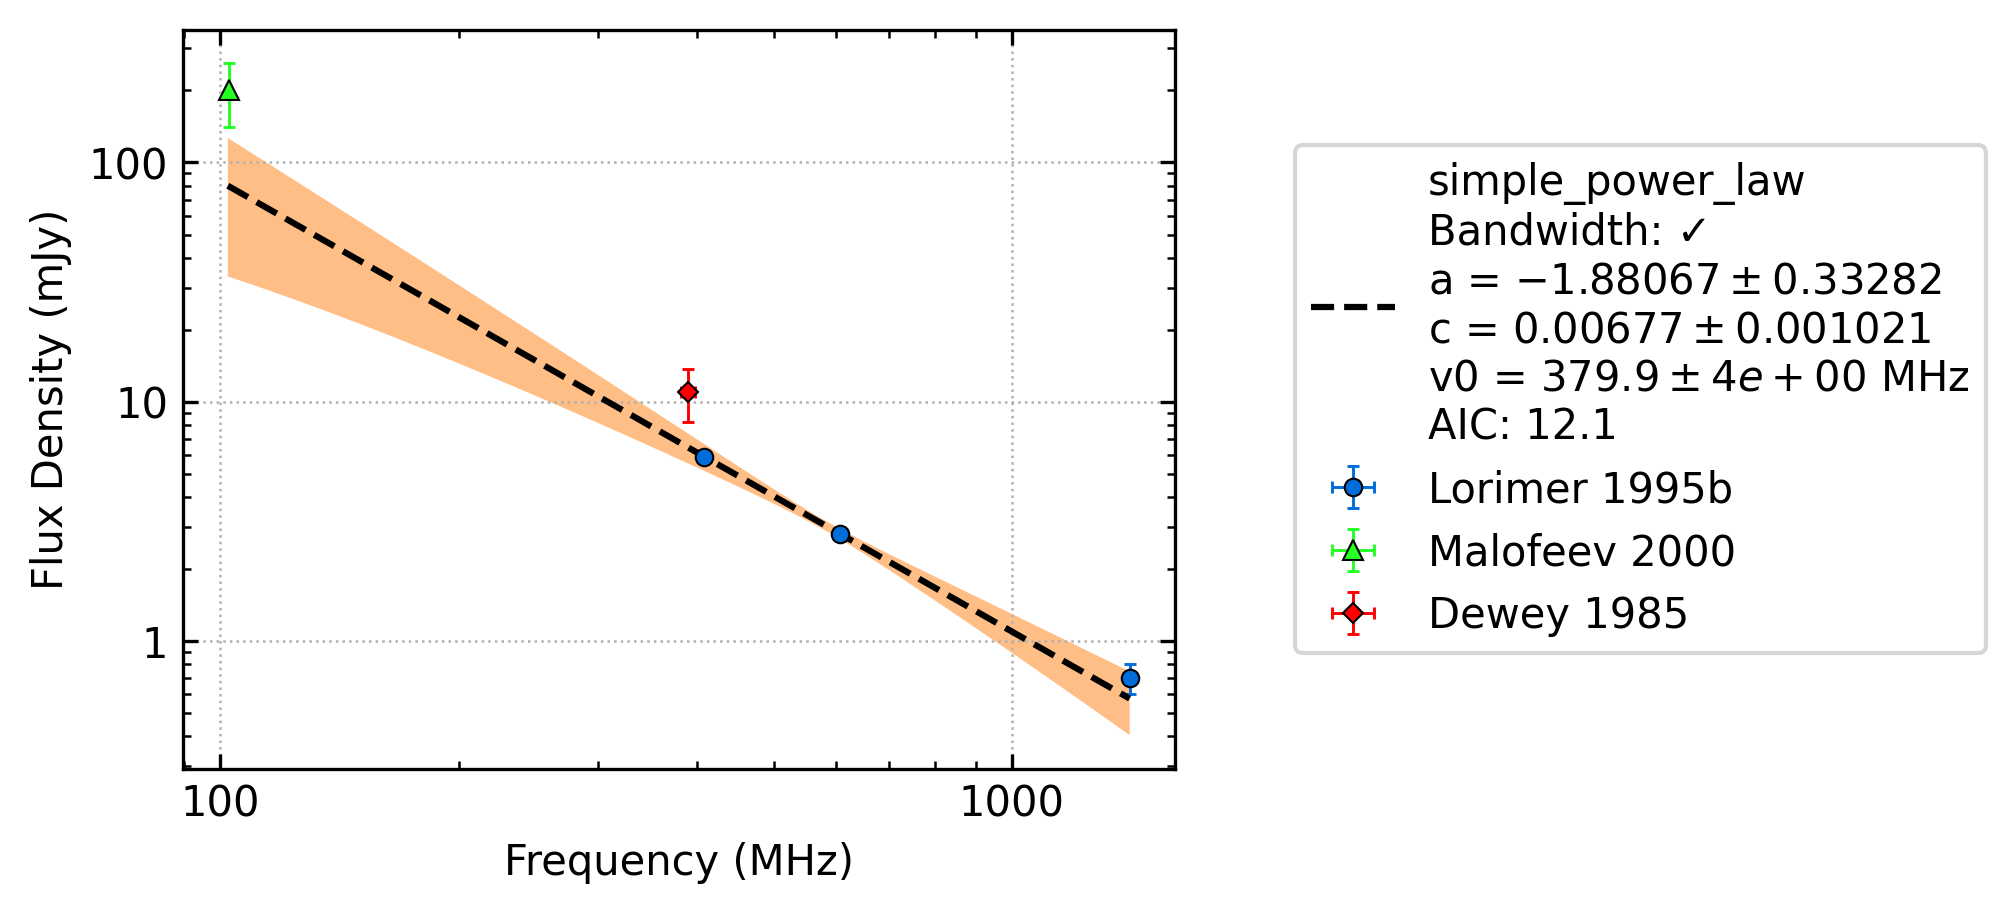 100
10
1
Flux Density (mJy)
100
1000
Frequency (MHz)
simple_power_law
Bandwidth: ✓
a = −1.88067 ± 0.33282
c = 0.00677 ± 0.001021
v0 = 379.9 ± 4e + 00 MHz
AIC: 12.1
Lorimer 1995b
Malofeev 2000
Dewey 1985